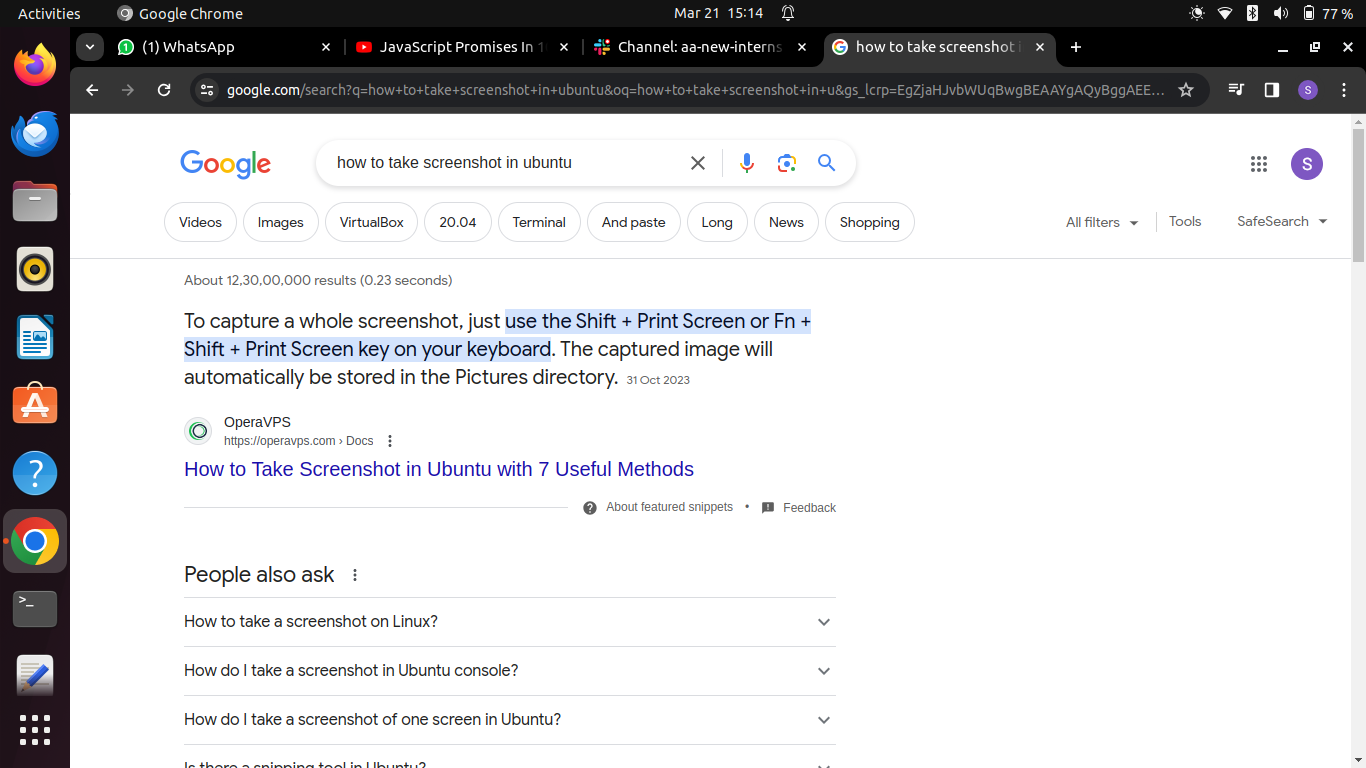 Activities
Google Chrome
Mar 21 15:14
77 %
(1) WhatsApp
JavaScript Promises In 1
Channel: aa-new-interns
how to take screenshot i
google.com/search?q=how+to+take+screenshot+in+ubuntu&oq=how+to+take+screenshot+in+u&gs_lcrp=EgZjaHJvbWUqBwgBEAAYgAQyBggAEE...
S
Google
how to take screenshot in ubuntu
S
Videos
Images
VirtualBox
20.04
Terminal
And paste
Long
News
Shopping
All filters
Tools
SafeSearch
About 12,30,00,000 results (0.23 seconds)
To capture a whole screenshot, just use the Shift + Print Screen or Fn +
Shift + Print Screen key on your keyboard. The captured image will
automatically be stored in the Pictures directory. 31 Oct 2023
OperaVPS
https://operavps.com › Docs
How to Take Screenshot in Ubuntu with 7 Useful Methods
About featured snippets • Feedback
People also ask
How to take a screenshot on Linux?
How do I take a screenshot in Ubuntu console?
How do I take a screenshot of one screen in Ubuntu?
Is there a snipping tool in Ubuntu?